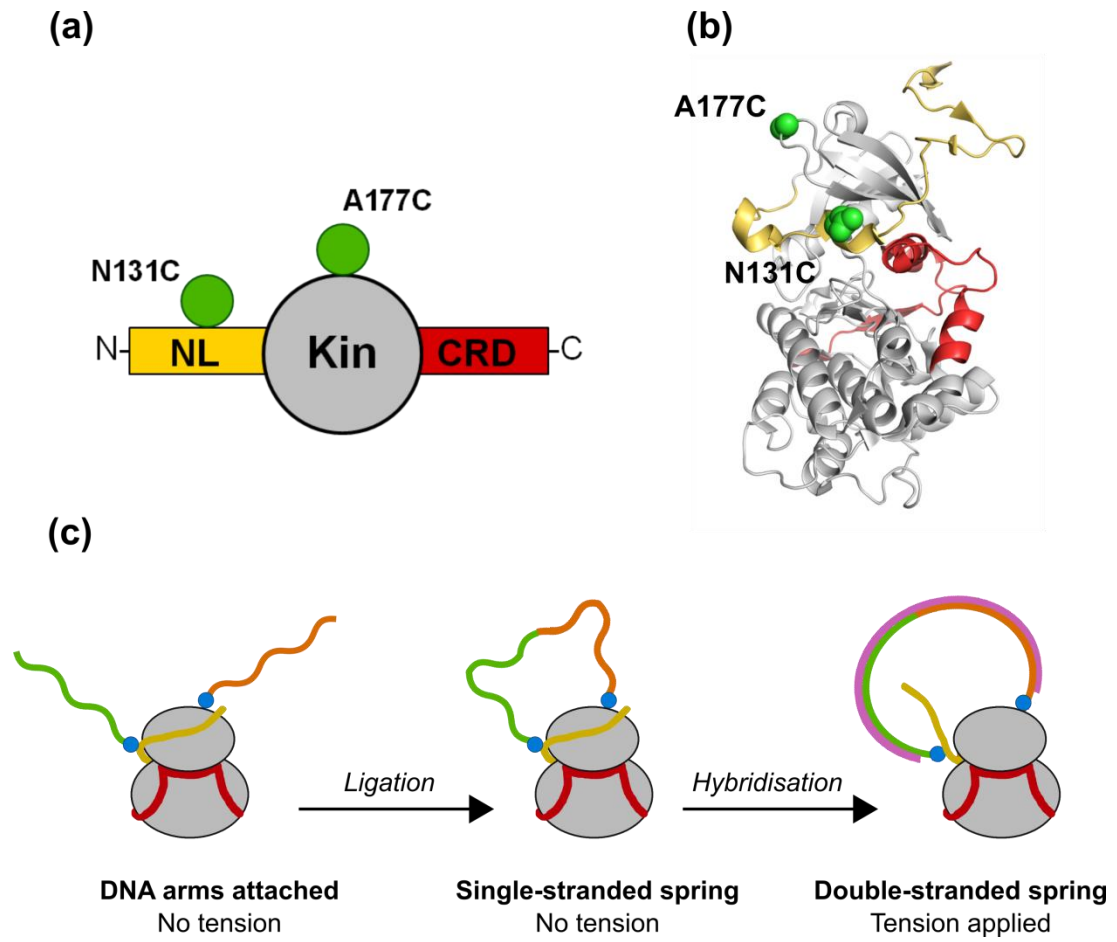 (a)
(b)
A177C
N131C
N- NL Kin CRD -C
A177C
N131C
(c)
Ligation
Hybridisation
DNA arms attached
No tension
Single-stranded spring
No tension
Double-stranded spring
Tension applied